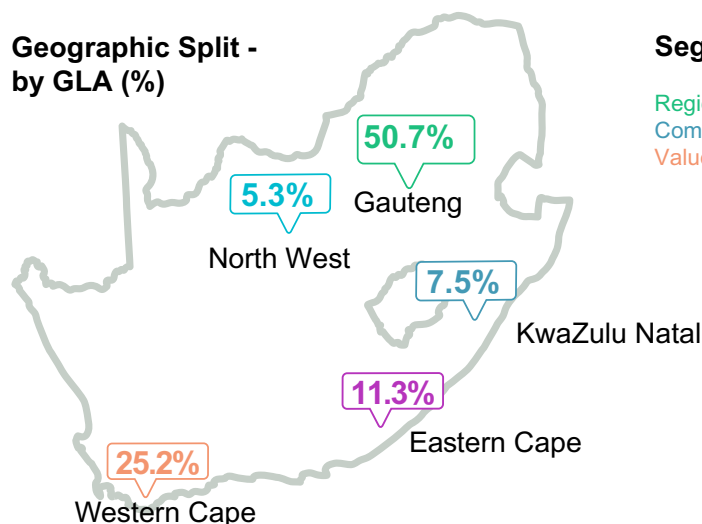 Geographic Split -
by GLA (%)
50.7%
Gauteng
5.3%
North West
7.5%
KwaZulu Natal
11.3%
Eastern Cape
25.2%
Western Cape